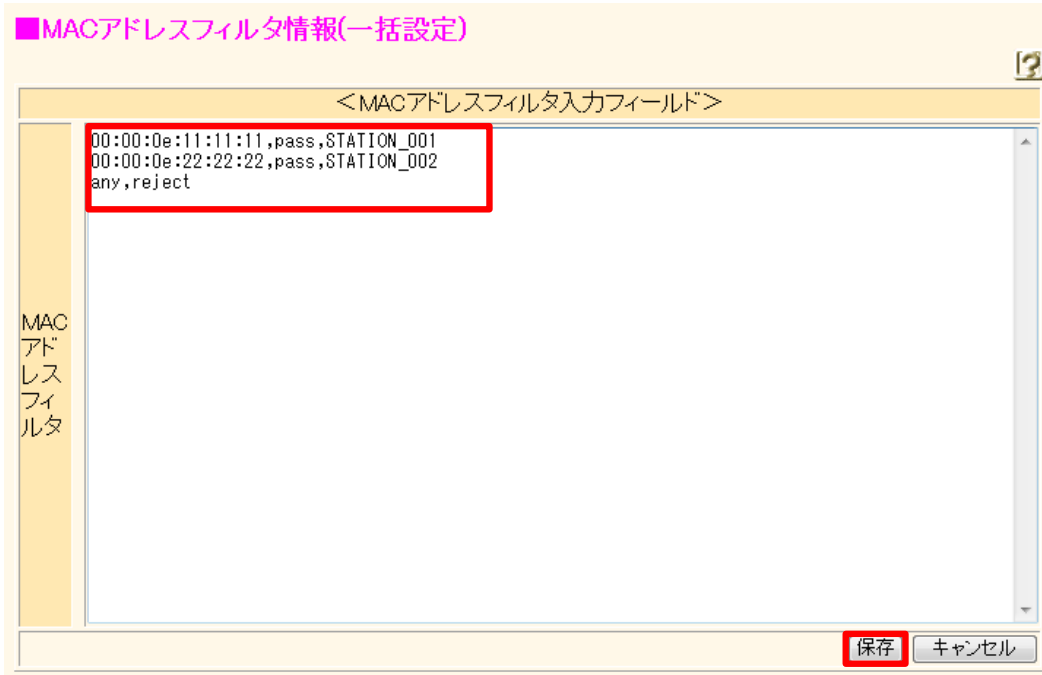 ■MACアドレスフィルタ情報(一括設定)
[?]
<MACアドレスフィルタ入力フィールド>
00:00:0e:11:11:11,pass,STATION_001
00:00:0e:22:22:22,pass,STATION_002
any,reject
MAC
アド
レス
フィ
ルタ
保存 キャンセル